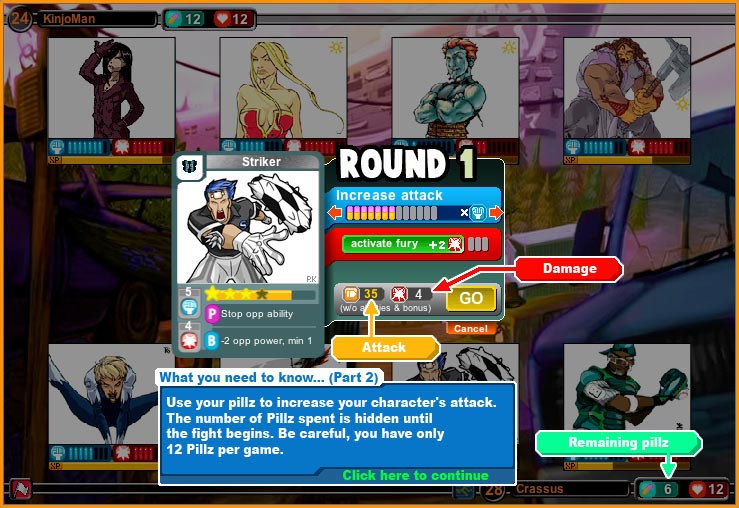 24 KinjoMan 12 12
XP
XP
Striker
ROUND 1
Increase attack
x
activate fury +2
P.K
5
P Stop opp ability
4
B -2 opp power, min 1
35 4
GO
(w/o abilities & bonus)
Cancel
Damage
Attack
What you need to know... (Part 2)
Use your pillz to increase your character's attack.
The number of Pillz spent is hidden until
the fight begins. Be careful, you have only
12 Pillz per game.
Click here to continue
Remaining pillz
28 Crassus 6 12